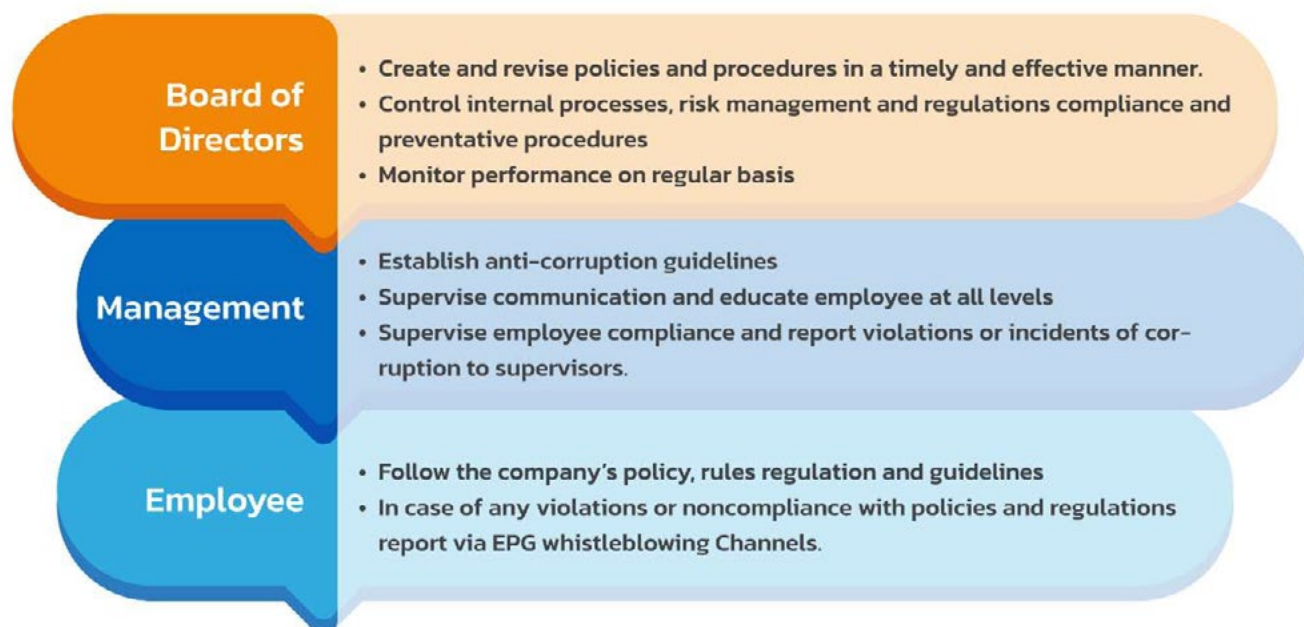 Board of
Directors
• Create and revise policies and procedures in a timely and effective manner.
• Control internal processes, risk management and regulations compliance and
preventative procedures
• Monitor performance on regular basis
Management
• Establish anti-corruption guidelines
• Supervise communication and educate employee at all levels
• Supervise employee compliance and report violations or incidents of cor-
ruption to supervisors.
Employee
• Follow the company's policy, rules regulation and guidelines
• In case of any violations or noncompliance with policies and regulations
report via EPG whistleblowing Channels.